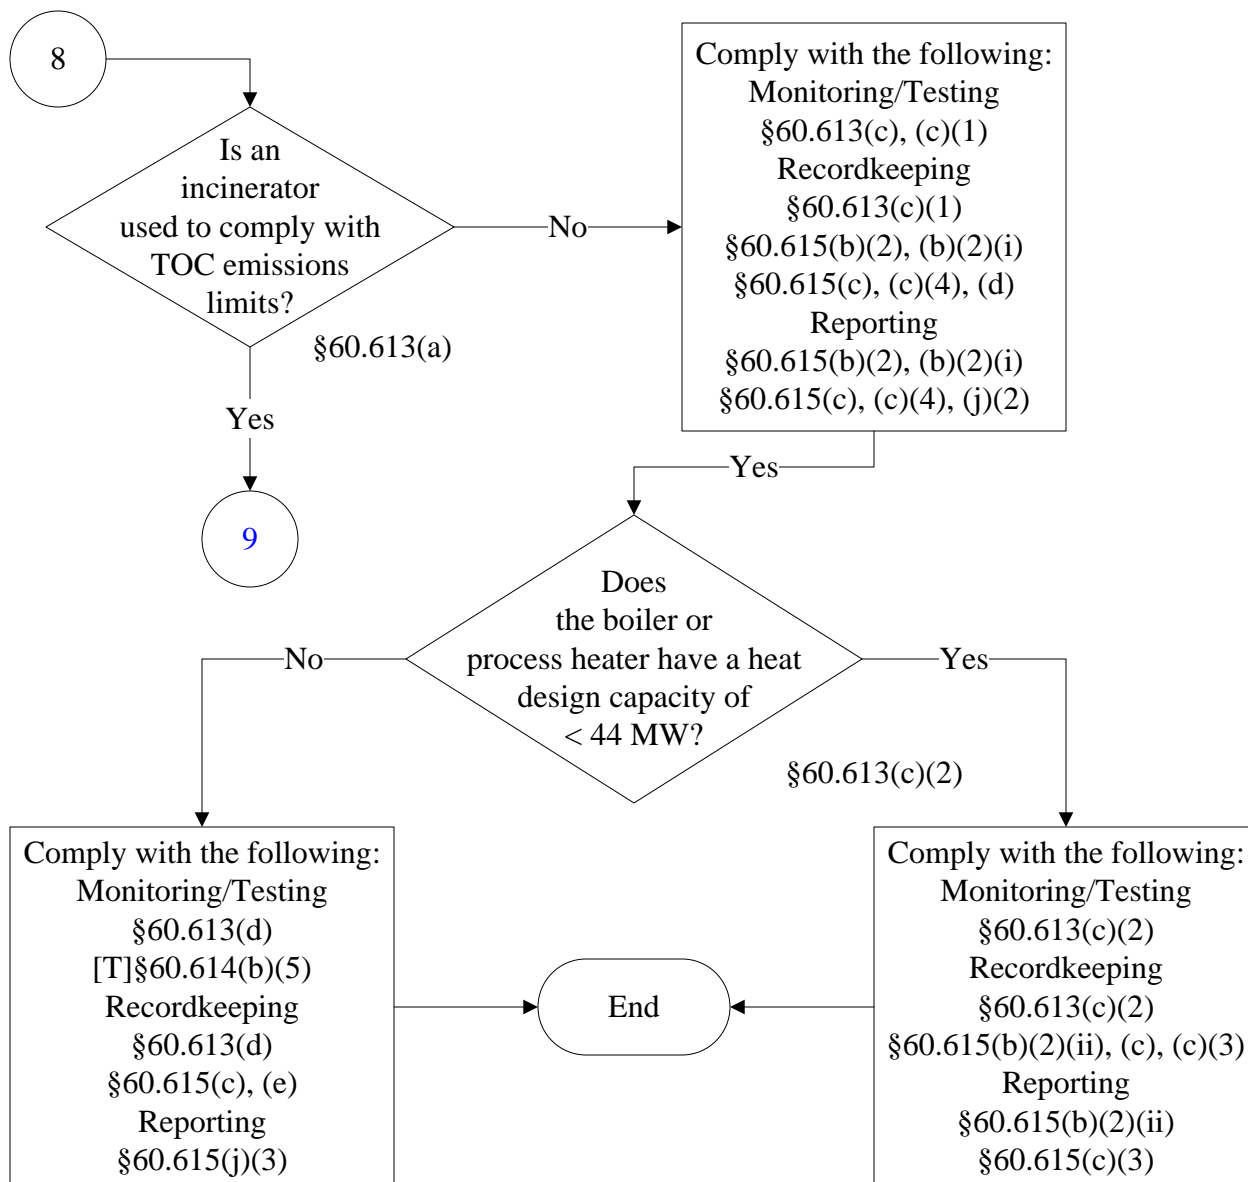 8
Is an
incinerator
used to comply with
TOC emissions
limits?
§60.613(a)
No
Yes
9
Comply with the following:
Monitoring/Testing
§60.613(c), (c)(1)
Recordkeeping
§60.613(c)(1)
§60.615(b)(2), (b)(2)(i)
§60.615(c), (c)(4), (d)
Reporting
§60.615(b)(2), (b)(2)(i)
§60.615(c), (c)(4), (j)(2)
Yes
Does
the boiler or
process heater have a heat
design capacity of
< 44 MW?
§60.613(c)(2)
No
Yes
Comply with the following:
Monitoring/Testing
§60.613(d)
[T]§60.614(b)(5)
Recordkeeping
§60.613(d)
§60.615(c), (e)
Reporting
§60.615(j)(3)
End
Comply with the following:
Monitoring/Testing
§60.613(c)(2)
Recordkeeping
§60.613(c)(2)
§60.615(b)(2)(ii), (c), (c)(3)
Reporting
§60.615(b)(2)(ii)
§60.615(c)(3)